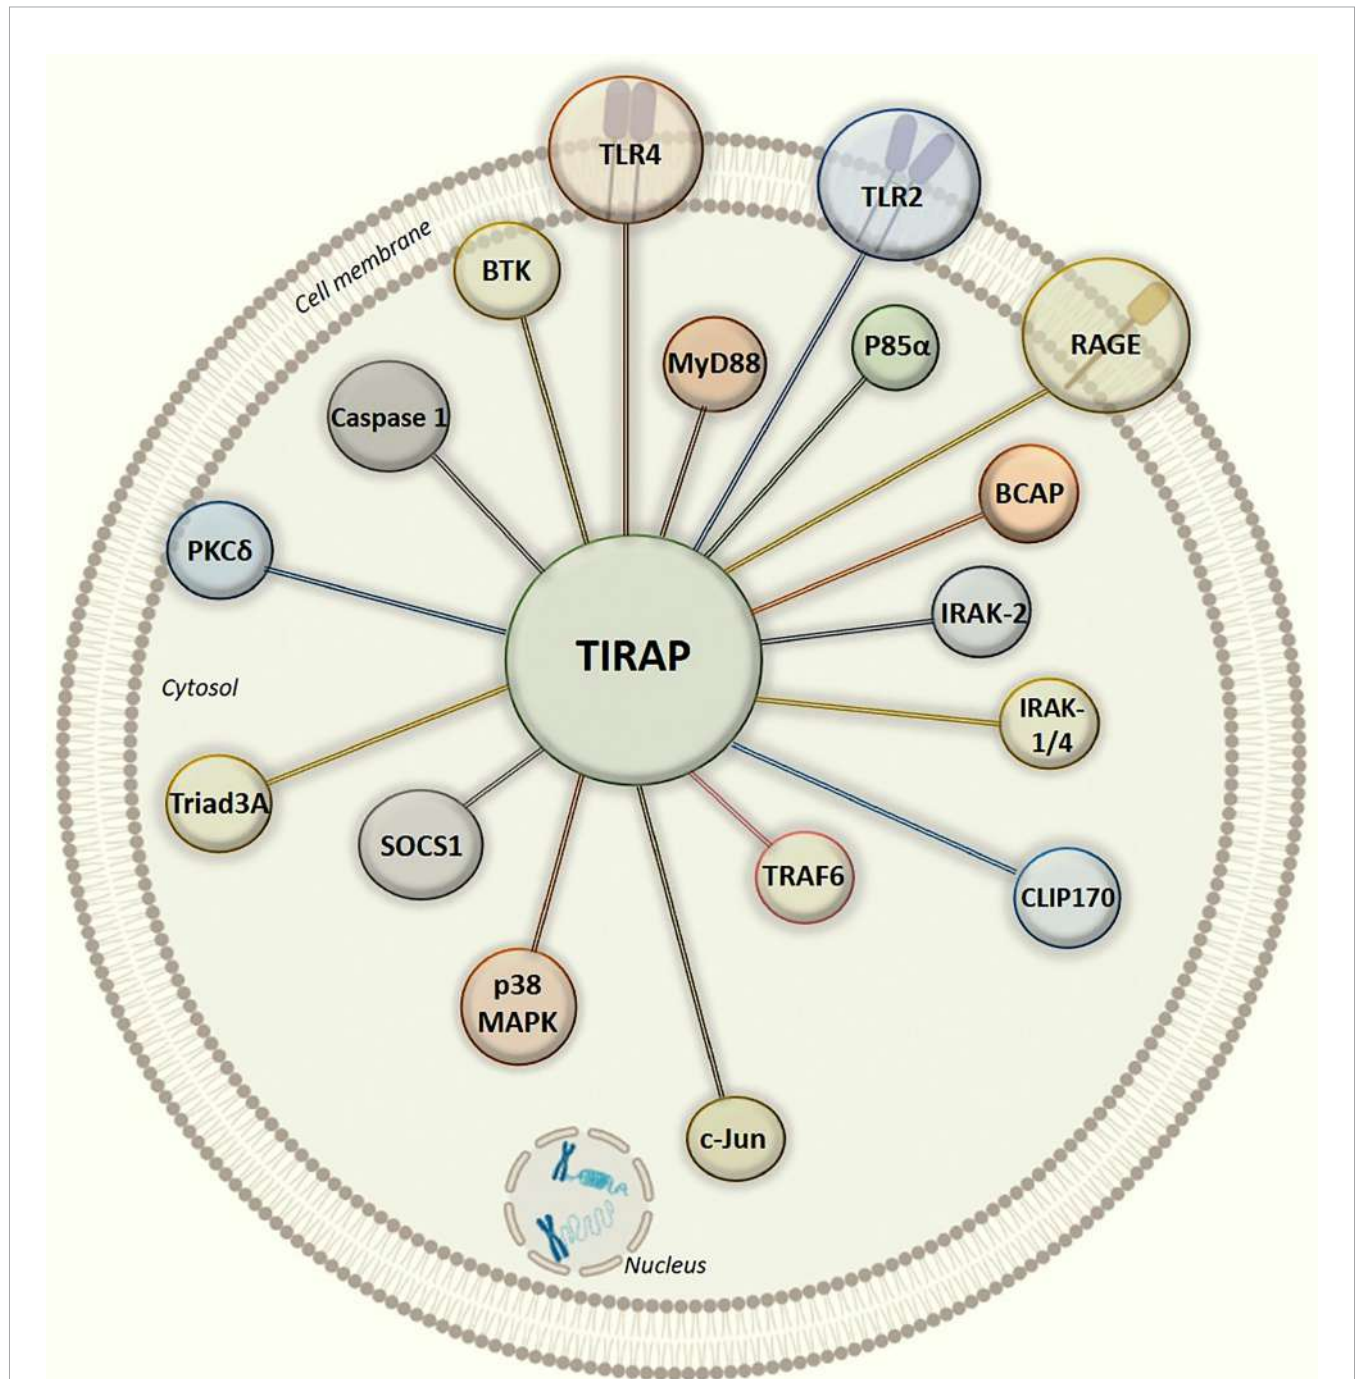 TLR4
TLR2
Cell membrane
BTK
RAGE
MyD88
P85α
Caspase 1
BCAP
PKCδ
IRAK-2
TIRAP
Cytosol
IRAK-
1/4
Triad3A
SOCS1
TRAF6
CLIP170
p38
MAPK
c-Jun
Nucleus